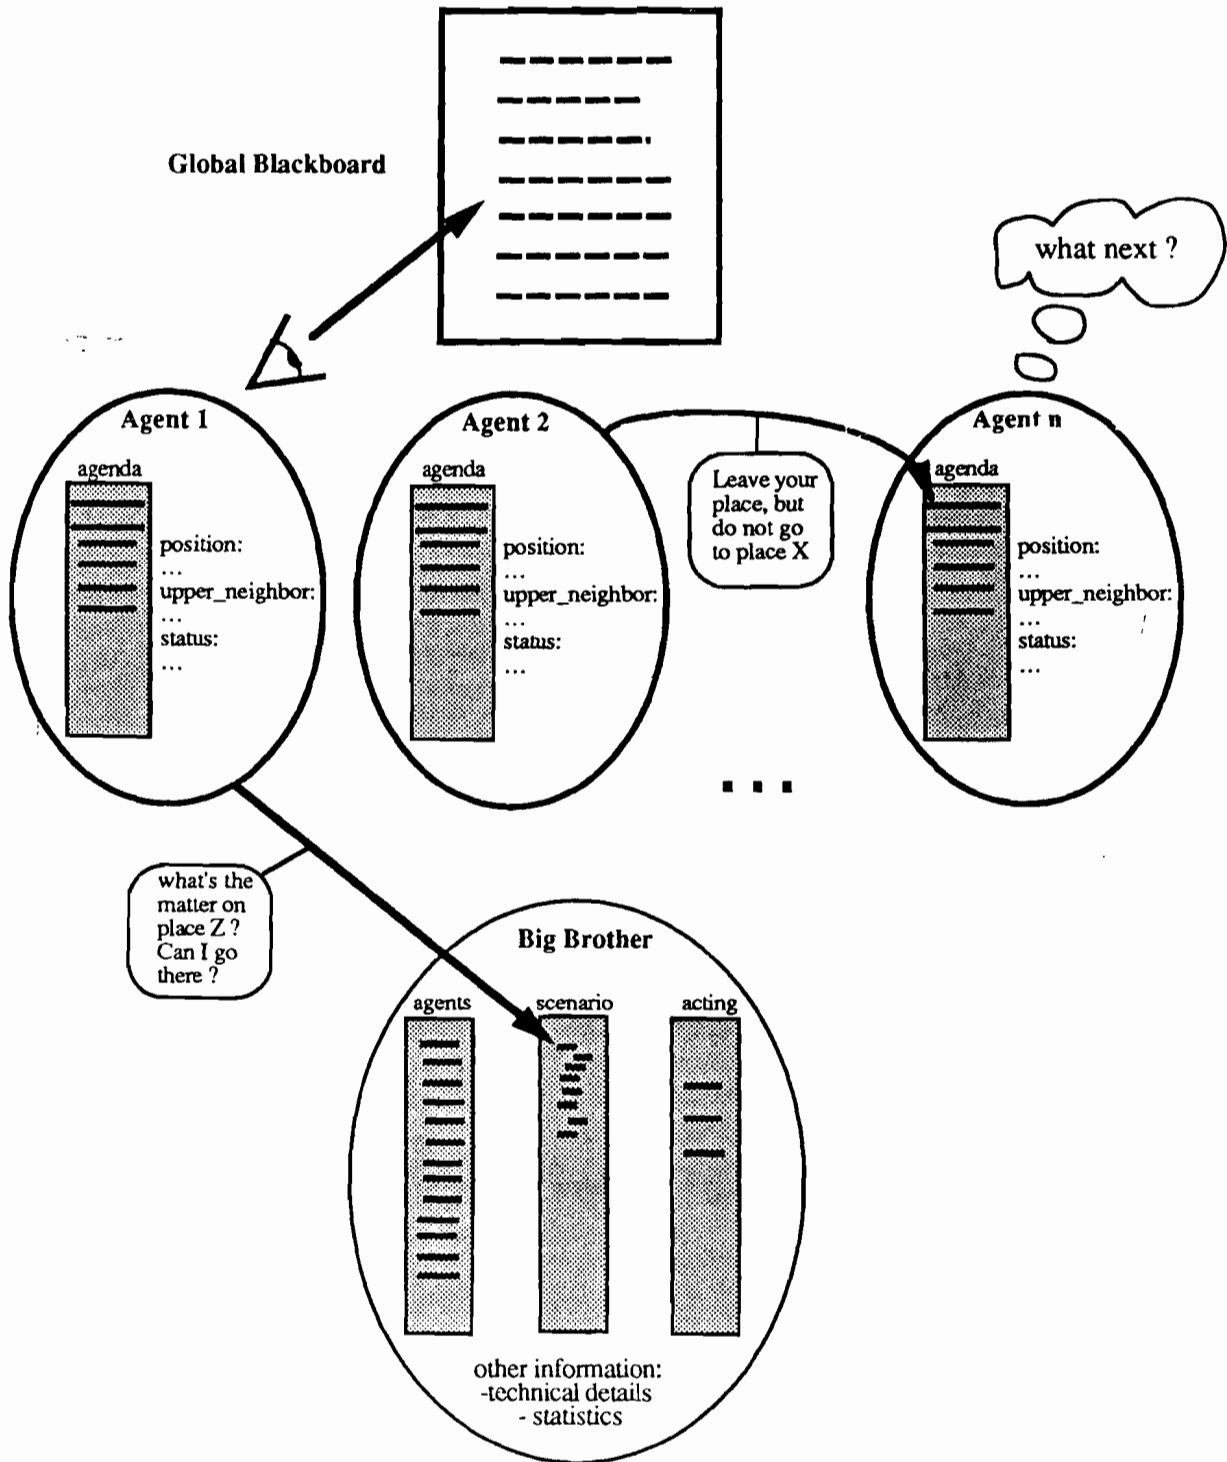 Global Blackboard
what next ?
Agent 1
agenda
position:
...
upper_neighbor:
...
status:
...
Agent 2
agenda
position:
...
upper_neighbor:
...
status:
...
Leave your
place, but
do not go
to place X
Agent n
agenda
position:
...
upper_neighbor:
...
status:
...
. . .
what's the
matter on
place Z ?
Can I go
there ?
Big Brother
agents
scenario
acting
other information:
-technical details
- statistics